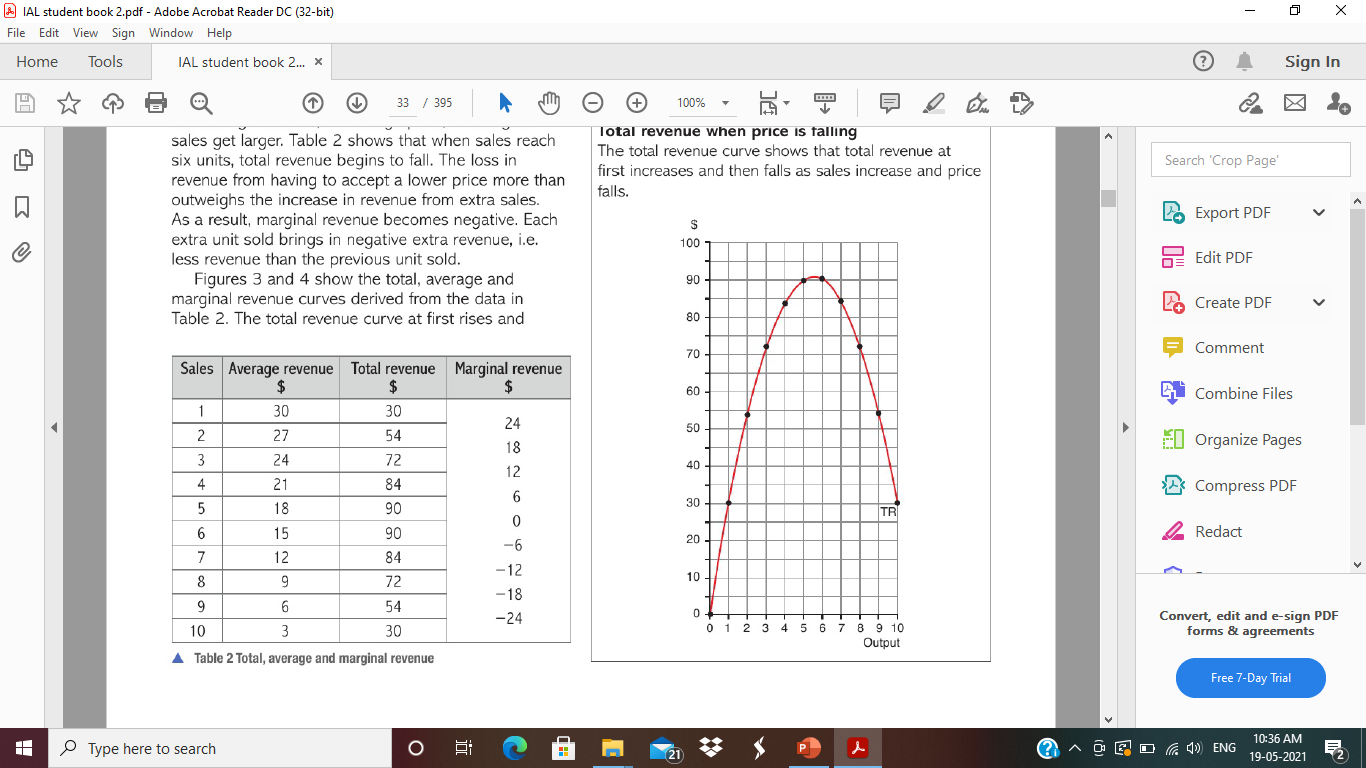 IAL student book 2.pdf - Adobe Acrobat Reader DC (32-bit)
File Edit View Sign Window Help
Home Tools IAL student book 2... ×
Sign In
33 / 395
100%
sales get larger. Table 2 shows that when sales reach
six units, total revenue begins to fall. The loss in
revenue from having to accept a lower price more than
outweighs the increase in revenue from extra sales.
As a result, marginal revenue becomes negative. Each
extra unit sold brings in negative extra revenue, i.e.
less revenue than the previous unit sold.
Figures 3 and 4 show the total, average and
marginal revenue curves derived from the data in
Table 2. The total revenue curve at first rises and
Sales Average revenue Total revenue Marginal revenue
$ $ $
1 30 30
24
2 27 54
18
3 24 72
12
4 21 84
6
5 18 90
0
6 15 90
−6
7 12 84
−12
8 9 72
−18
9 6 54
−24
10 3 30
Table 2 Total, average and marginal revenue
Total revenue when price is falling
The total revenue curve shows that total revenue at
first increases and then falls as sales increase and price
falls.
$
100
90
80
70
60
50
40
30
20
10
0
TR
0 1 2 3 4 5 6 7 8 9 10
Output
Search 'Crop Page'
Export PDF
Edit PDF
Create PDF
Comment
Combine Files
Organize Pages
Compress PDF
Redact
Convert, edit and e-sign PDF
forms & agreements
Free 7-Day Trial
Type here to search
21
ENG
10:36 AM
19-05-2021
2